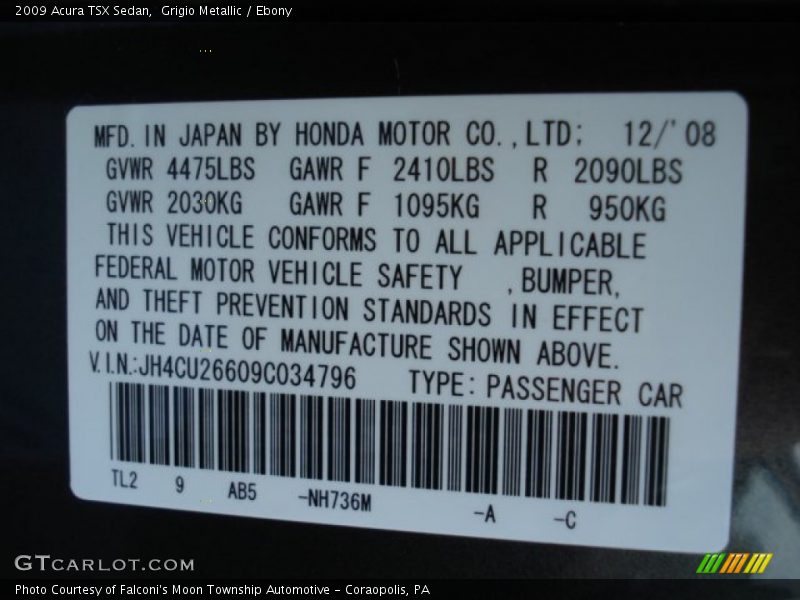 2009 Acura TSX Sedan,  Grigio Metallic / Ebony
MFD. IN JAPAN BY HONDA MOTOR CO.,LTD; 12/'08
GVWR 4475LBS GAWR F 2410LBS R 2090LBS
GVWR 2030KG GAWR F 1095KG R 950KG
THIS VEHICLE CONFORMS TO ALL APPLICABLE
FEDERAL MOTOR VEHICLE SAFETY ,BUMPER,
AND THEFT PREVENTION STANDARDS IN EFFECT
ON THE DATE OF MANUFACTURE SHOWN ABOVE.
V.I.N.:JH4CU26609C034796 TYPE: PASSENGER CAR
TL2 9 AB5 -NH736M -A -C
GTCARLOT.COM
Photo Courtesy of Falconi's Moon Township Automotive – Coraopolis, PA